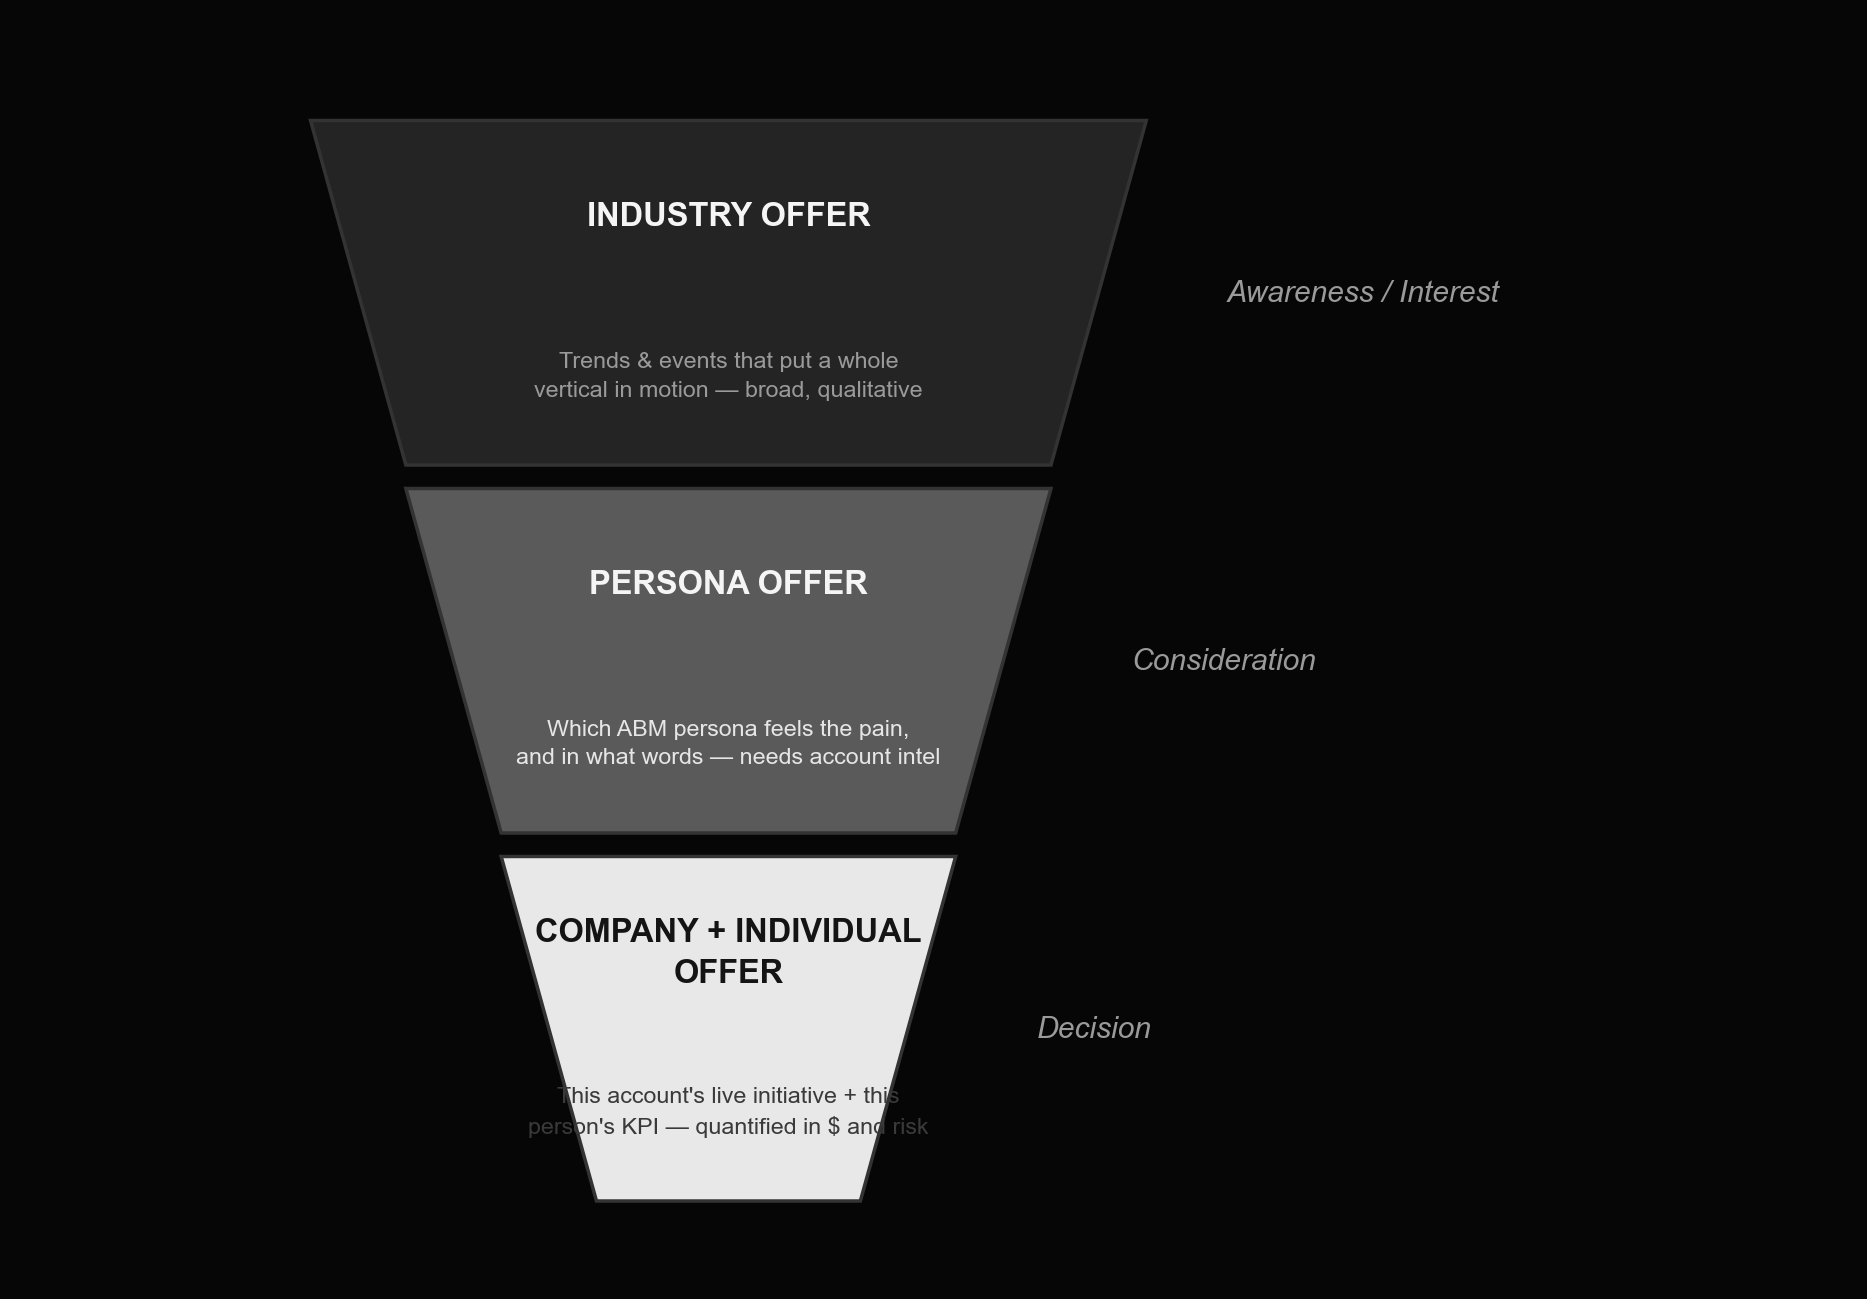 INDUSTRY OFFER
Awareness / Interest
Trends & events that put a whole
vertical in motion — broad, qualitative
PERSONA OFFER
Consideration
Which ABM persona feels the pain,
and in what words — needs account intel
COMPANY + INDIVIDUAL
OFFER
Decision
This account's live initiative + this
person's KPI — quantified in $ and risk